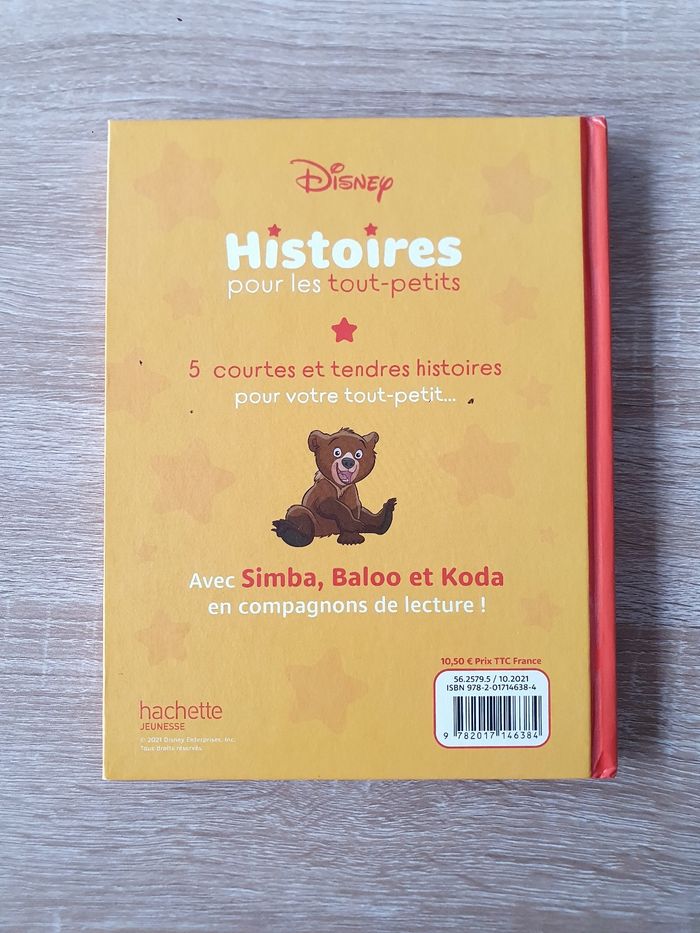 Disney
Histoires
pour les tout-petits
5 courtes et tendres histoires
pour votre tout-petit...
Avec Simba, Baloo et Koda
en compagnons de lecture !
10,50 € Prix TTC France
56.2579.5 / 10.2021
ISBN 978-2-01714638-4
9 782017 146384
hachette
JEUNESSE
© 2021 Disney Enterprises, Inc.
Tous droits réservés.